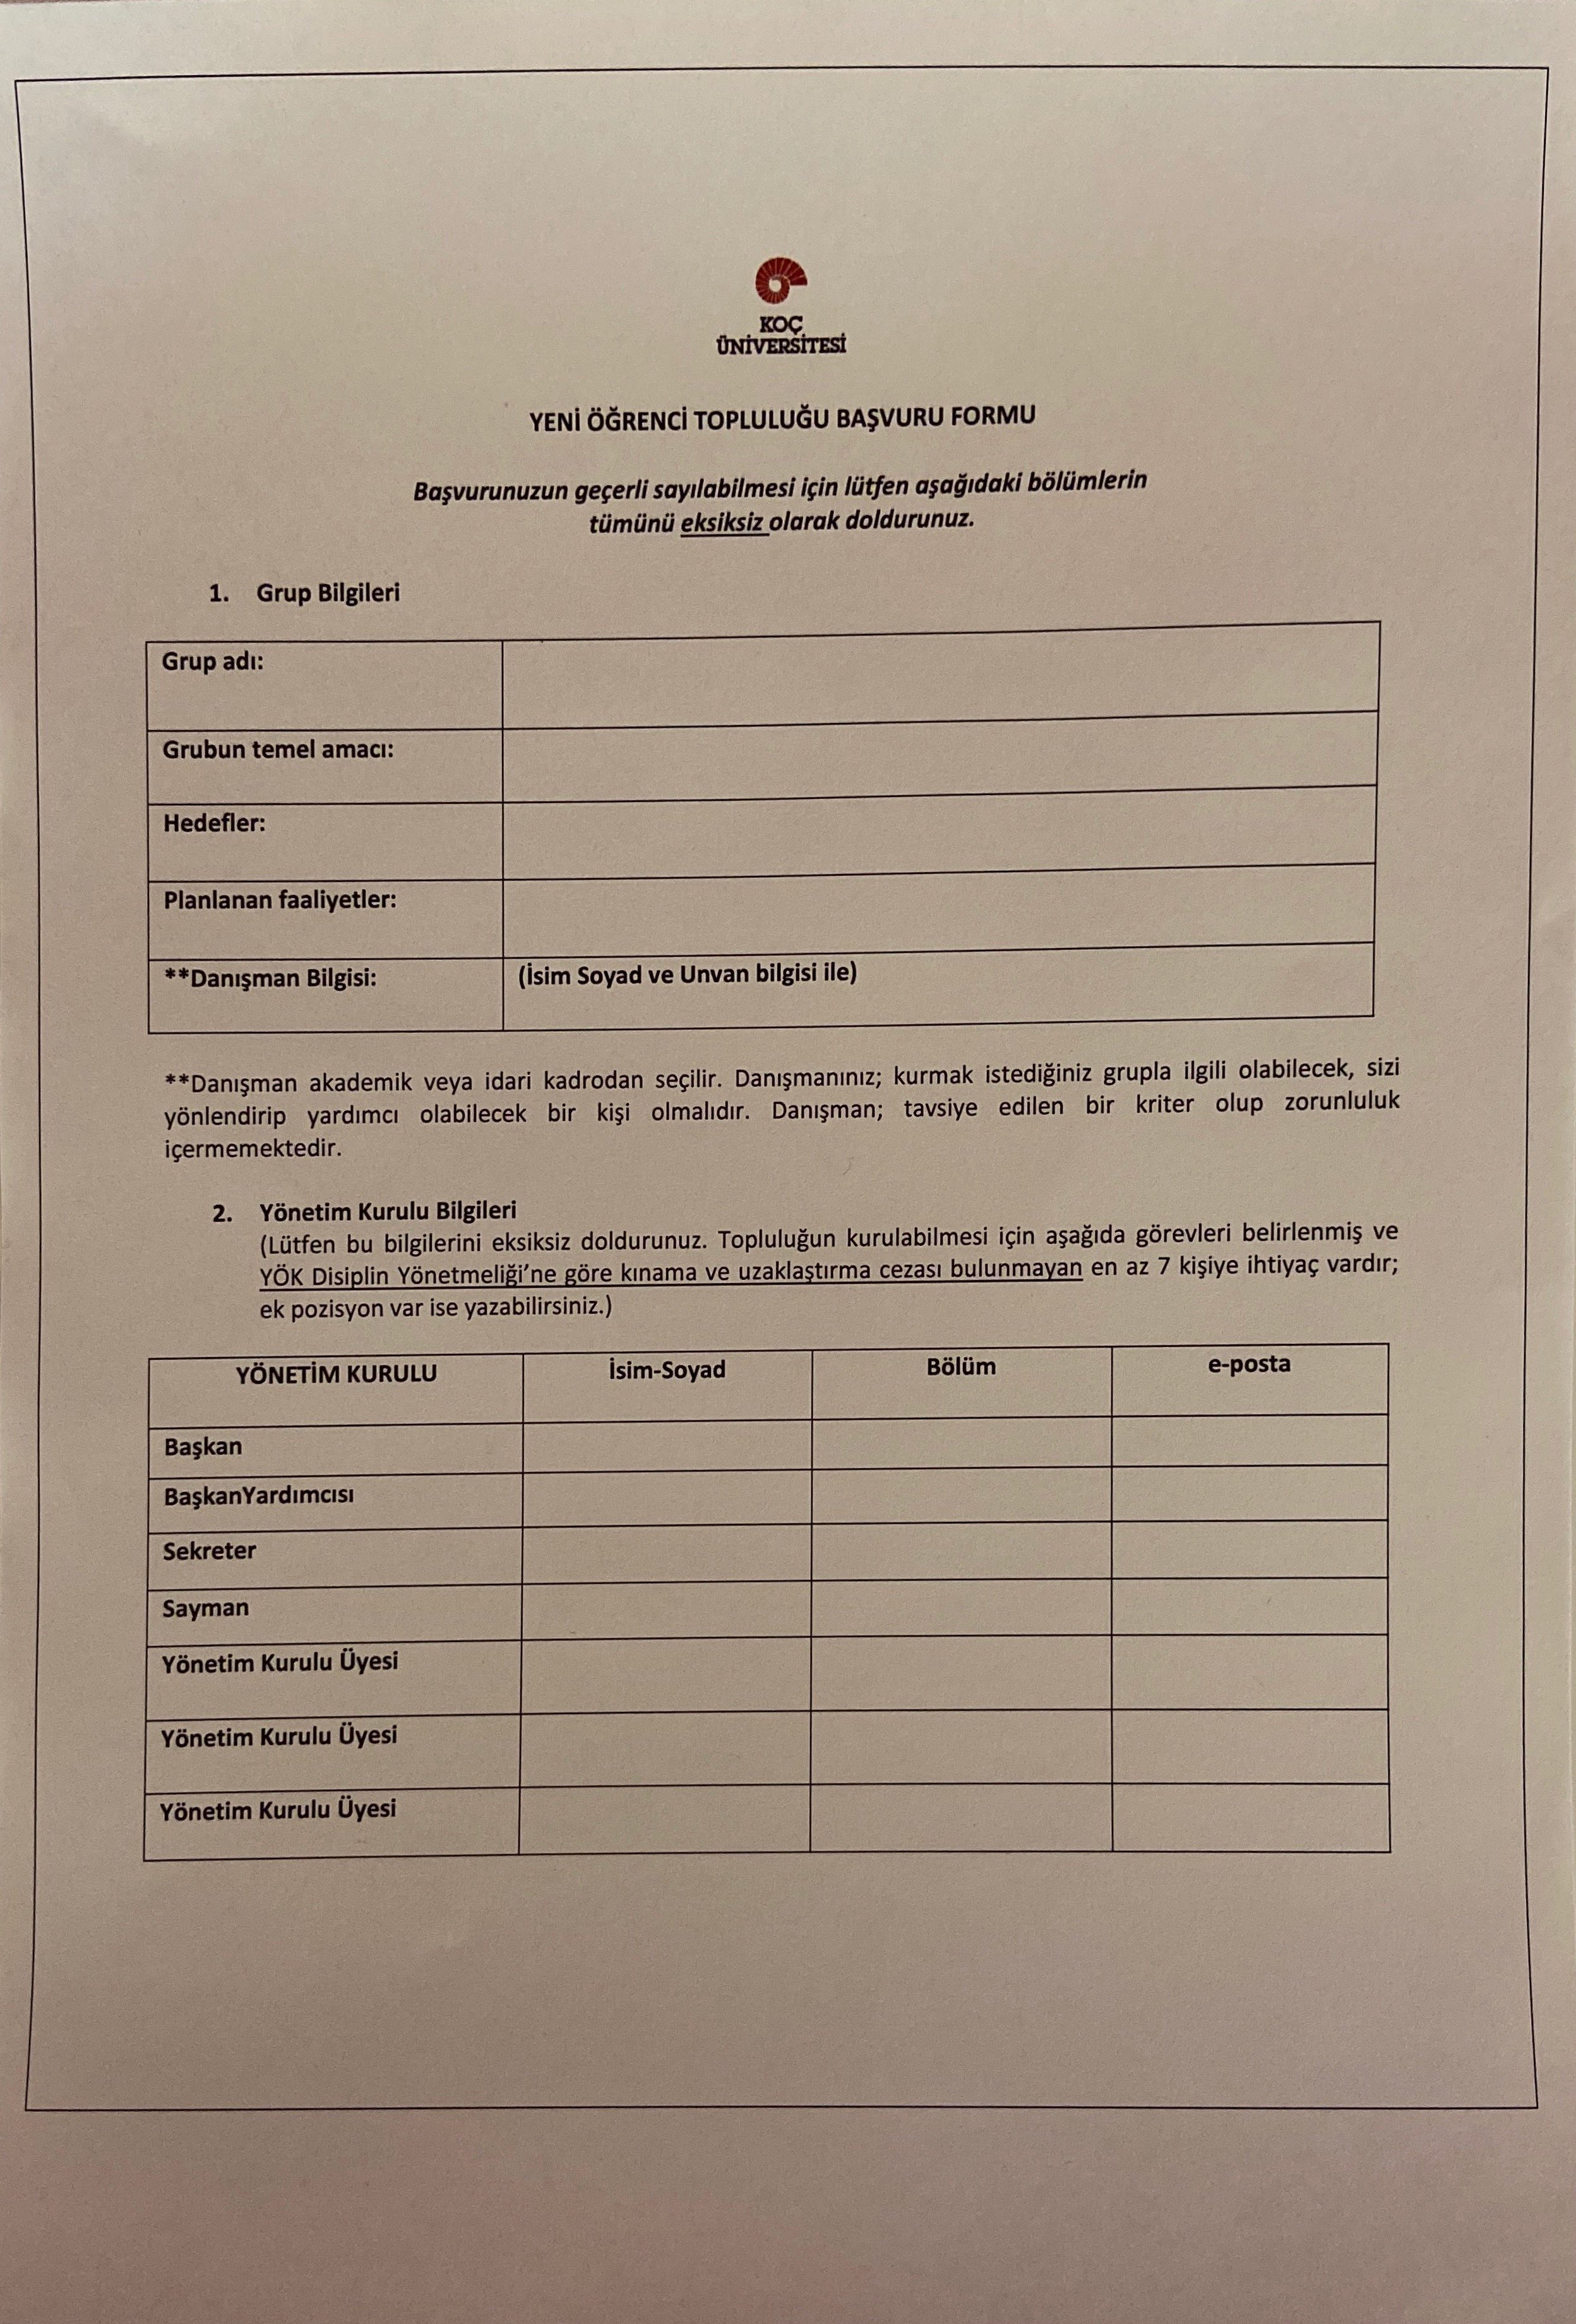 KOÇ
ÜNİVERSİTESİ
YENİ ÖĞRENCİ TOPLULUĞU BAŞVURU FORMU
Başvurunuzun geçerli sayılabilmesi için lütfen aşağıdaki bölümlerin
tümünü eksiksiz olarak doldurunuz.
1. Grup Bilgileri
Grup adı:
Grubun temel amacı:
Hedefler:
Planlanan faaliyetler:
**Danışman Bilgisi: (İsim Soyad ve Unvan bilgisi ile)
**Danışman akademik veya idari kadrodan seçilir. Danışmanınız; kurmak istediğiniz grupla ilgili olabilecek, sizi
yönlendirip yardımcı olabilecek bir kişi olmalıdır. Danışman; tavsiye edilen bir kriter olup zorunluluk
içermemektedir.
2. Yönetim Kurulu Bilgileri
(Lütfen bu bilgilerini eksiksiz doldurunuz. Topluluğun kurulabilmesi için aşağıda görevleri belirlenmiş ve
YÖK Disiplin Yönetmeliği'ne göre kınama ve uzaklaştırma cezası bulunmayan en az 7 kişiye ihtiyaç vardır;
ek pozisyon var ise yazabilirsiniz.)
YÖNETİM KURULU İsim-Soyad Bölüm e-posta
Başkan
BaşkanYardımcısı
Sekreter
Sayman
Yönetim Kurulu Üyesi
Yönetim Kurulu Üyesi
Yönetim Kurulu Üyesi